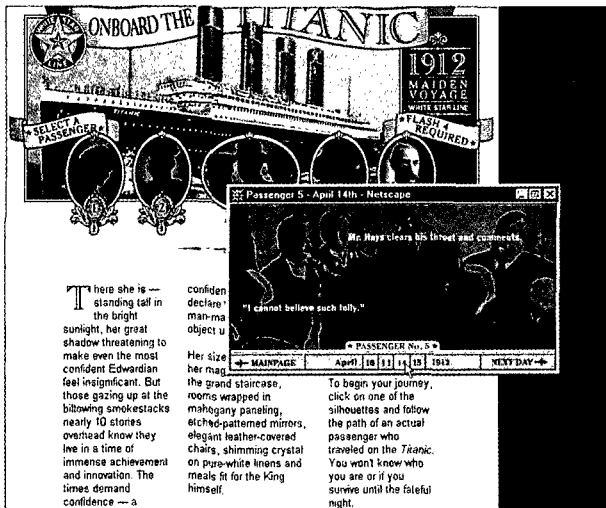 ONBOARD THE TITANIC
1912
MAIDEN
VOYAGE
WHITE STAR LINE
SELECT A
PASSENGER
FLASH 4
REQUIRED
TITANIC
Passenger 5 - April 14th - Netscape
Mr. Hays clears his throat and comments,
"I cannot believe such folly."
PASSENGER No. 5
MAINPAGE April 10 11 14 15 1912 NEXT DAY
There she is —
standing tall in
the bright
sunlight, her great
shadow threatening to
make even the most
confident Edwardian
feel insignificant. But
those gazing up at the
billowing smokestacks
nearly 10 stories
overhead know they
live in a time of
immense achievement
and innovation. The
times demand
confidence — a
confiden
declare
man-ma
object u
Her size
her mag
the grand staircase,
rooms wrapped in
mahogany paneling,
etched-patterned mirrors,
elegant leather-covered
chairs, shimming crystal
on pure-white linens and
meals fit for the King
himself.
To begin your journey,
click on one of the
silhouettes and follow
the path of an actual
passenger who
traveled on the Titanic.
You won't know who
you are or if you
survive until the fateful
night.